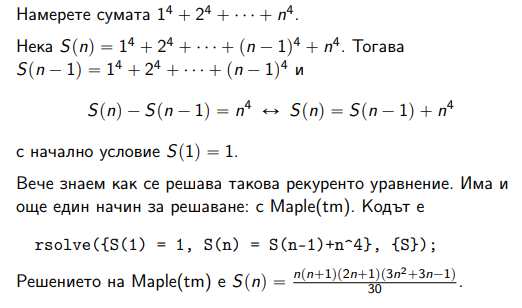 Намерете сумата 1⁴ + 2⁴ + ··· + n⁴.
Нека S(n) = 1⁴ + 2⁴ + ··· + (n − 1)⁴ + n⁴. Тогава
S(n − 1) = 1⁴ + 2⁴ + ··· + (n − 1)⁴ и
S(n) − S(n − 1) = n⁴ ↔ S(n) = S(n − 1) + n⁴
с начално условие S(1) = 1.
Вече знаем как се решава такова рекурентно уравнение. Има и
още един начин за решаване: с Maple(tm). Кодът е
rsolve({S(1) = 1, S(n) = S(n-1)+n^4}, {S});
Решението на Maple(tm) е S(n) = n(n+1)(2n+1)(3n²+3n−1)/30.